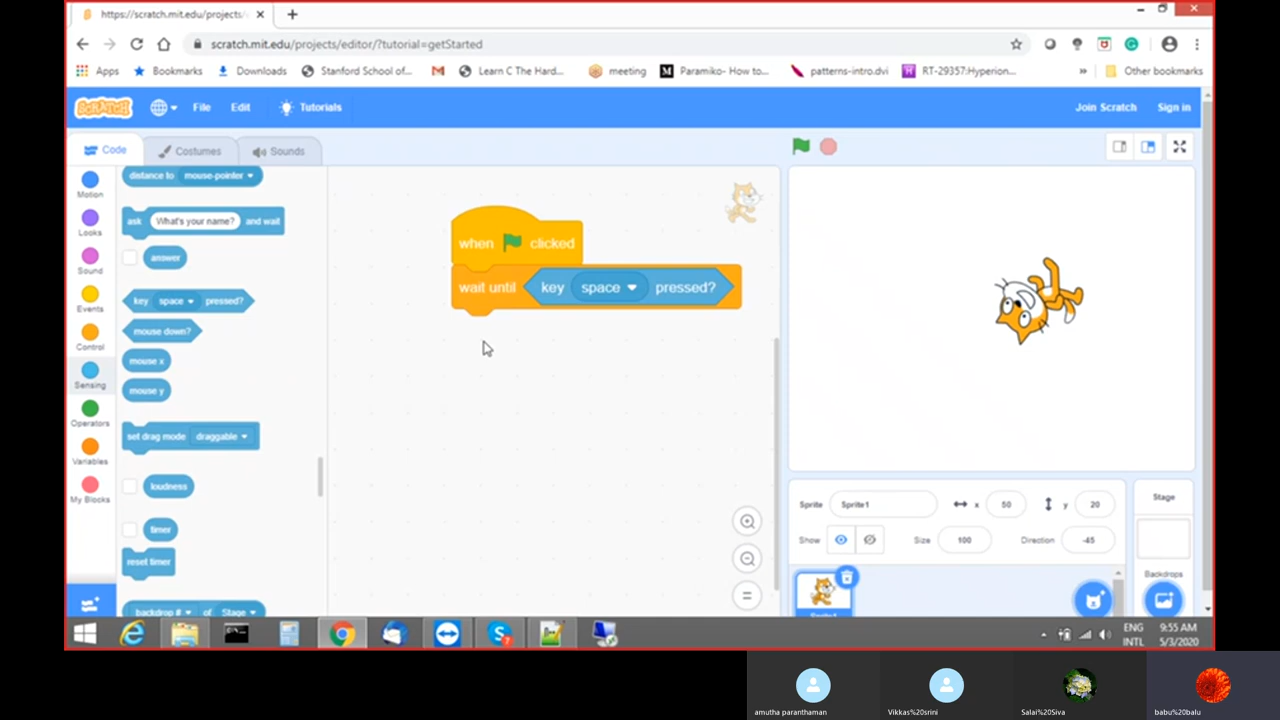 https://scratch.mit.edu/projects/
scratch.mit.edu/projects/editor/?tutorial=getStarted
Apps Bookmarks Downloads Stanford School of... Learn C The Hard... meeting Paramiko- How to... patterns-intro.dvi RT-29357:Hyperion... » Other bookmarks
SCRATCH File Edit Tutorials Join Scratch Sign in
Code Costumes Sounds
Motion
Looks
Sound
Events
Control
Sensing
Operators
Variables
My Blocks
distance to mouse-pointer
ask What's your name? and wait
answer
key space pressed?
mouse down?
mouse x
mouse y
set drag mode draggable
loudness
timer
reset timer
backdrop # of Stage
when clicked
wait until key space pressed?
Sprite Sprite1 x 50 y 20
Show Size 100 Direction -45
Sprite1
Stage
Backdrops
ENG
INTL
9:55 AM
5/3/2020
amutha paranthaman Vikkas%20srini Salai%20Siva babu%20balu